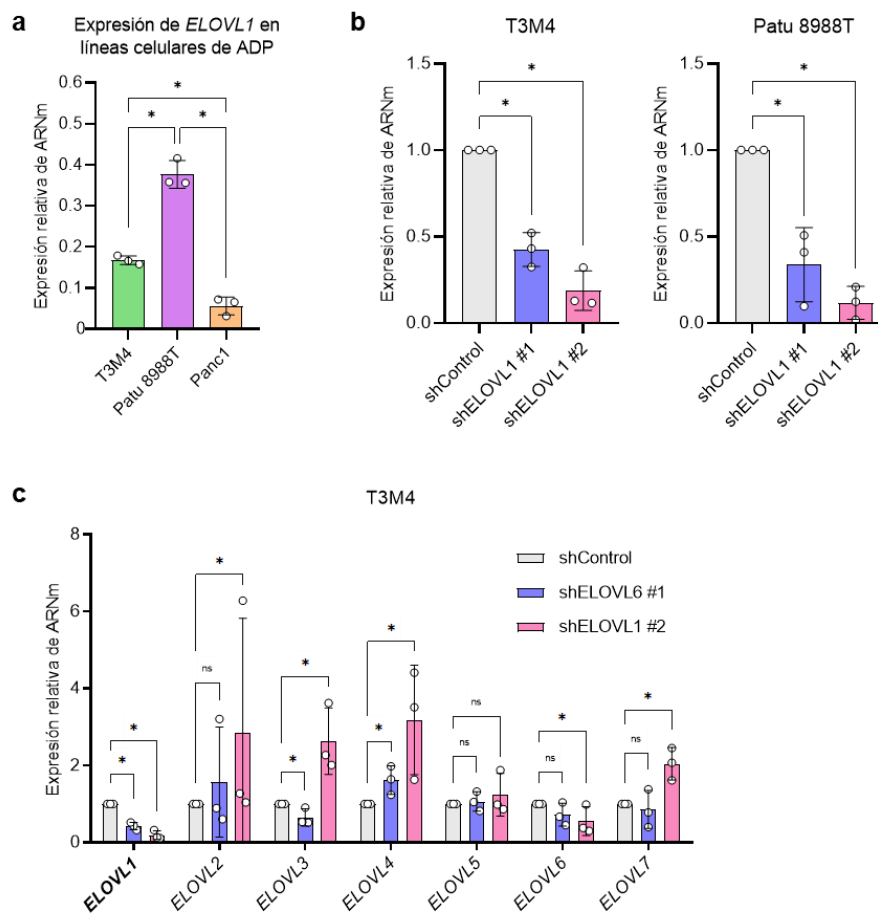 a
Expresión de ELOVL1 en
líneas celulares de ADP
Expresión relativa de ARNm
0.6
0.5
0.4
0.3
0.2
0.1
0
*
*
*
T3M4
Patu 8988T
Panc1
b
T3M4
Expresión relativa de ARNm
1.5
1.0
0.5
0.0
*
*
shControl
shELOVL1 #1
shELOVL1 #2
Patu 8988T
Expresión relativa de ARNm
1.5
1.0
0.5
0.0
*
*
shControl
shELOVL1 #1
shELOVL1 #2
c
T3M4
Expresión relativa de ARNm
8
6
4
2
0
shControl
shELOVL6 #1
shELOVL1 #2
*
*
*
ns
*
*
*
*
ns
ns
*
ns
*
ns
ELOVL1
ELOVL2
ELOVL3
ELOVL4
ELOVL5
ELOVL6
ELOVL7